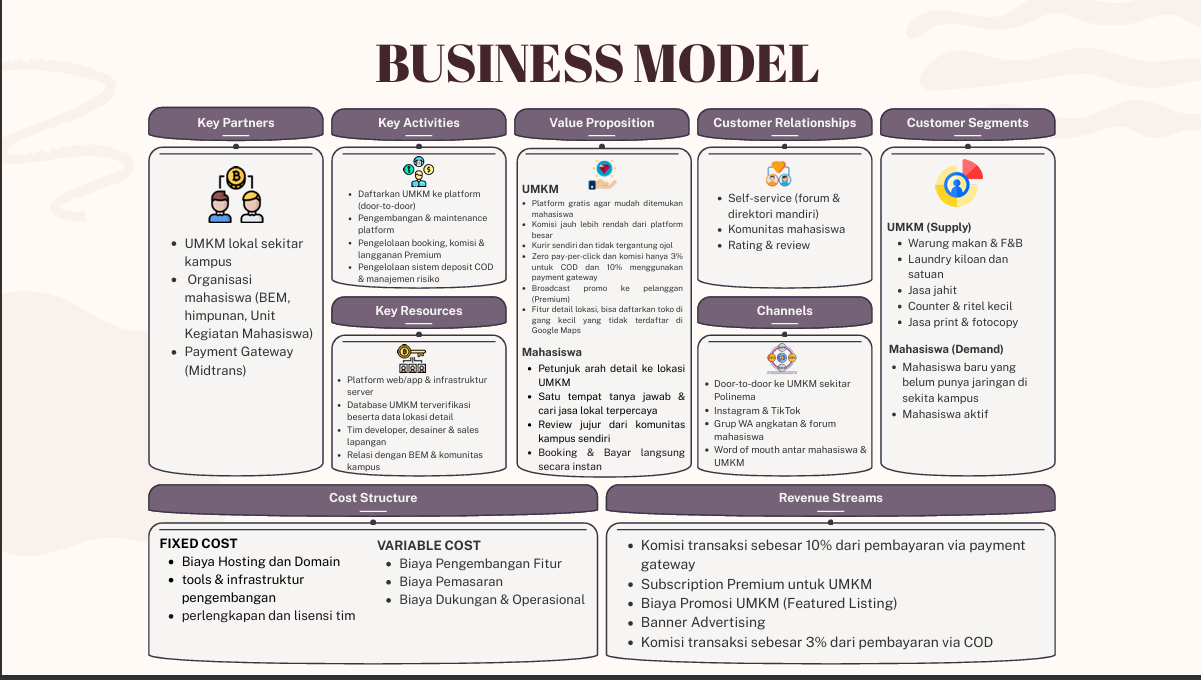 BUSINESS MODEL
Key Partners
• UMKM lokal sekitar
kampus
• Organisasi
mahasiswa (BEM,
himpunan, Unit
Kegiatan Mahasiswa)
• Payment Gateway
(Midtrans)
Key Activities
• Daftarkan UMKM ke platform
(door-to-door)
• Pengembangan & maintenance
platform
• Pengelolaan booking, komisi &
langganan Premium
• Pengelolaan sistem deposit COD
& manajemen risiko
Key Resources
• Platform web/app & infrastruktur
server
• Database UMKM terverifikasi
beserta data lokasi detail
• Tim developer, desainer & sales
lapangan
• Relasi dengan BEM & komunitas
kampus
Value Proposition
UMKM
• Platform gratis agar mudah ditemukan
mahasiswa
• Komisi jauh lebih rendah dari platform
besar
• Kurir sendiri dan tidak tergantung ojol
• Zero pay-per-click dan komisi hanya 3%
untuk COD dan 10% menggunakan
payment gateway
• Broadcast promo ke pelanggan
(Premium)
• Fitur detail lokasi, bisa daftarkan toko di
gang kecil yang tidak terdaftar di
Google Maps
Mahasiswa
• Petunjuk arah detail ke lokasi
UMKM
• Satu tempat tanya jawab &
cari jasa lokal terpercaya
• Review jujur dari komunitas
kampus sendiri
• Booking & Bayar langsung
secara instan
Customer Relationships
• Self-service (forum &
direktori mandiri)
• Komunitas mahasiswa
• Rating & review
Channels
• Door-to-door ke UMKM sekitar
Polinema
• Instagram & TikTok
• Grup WA angkatan & forum
mahasiswa
• Word of mouth antar mahasiswa &
UMKM
Customer Segments
UMKM (Supply)
• Warung makan & F&B
• Laundry kiloan dan
satuan
• Jasa jahit
• Counter & ritel kecil
• Jasa print & fotocopy
Mahasiswa (Demand)
• Mahasiswa baru yang
belum punya jaringan di
sekita kampus
• Mahasiswa aktif
Cost Structure
FIXED COST
• Biaya Hosting dan Domain
• tools & infrastruktur
pengembangan
• perlengkapan dan lisensi tim
VARIABLE COST
• Biaya Pengembangan Fitur
• Biaya Pemasaran
• Biaya Dukungan & Operasional
Revenue Streams
• Komisi transaksi sebesar 10% dari pembayaran via payment
gateway
• Subscription Premium untuk UMKM
• Biaya Promosi UMKM (Featured Listing)
• Banner Advertising
• Komisi transaksi sebesar 3% dari pembayaran via COD